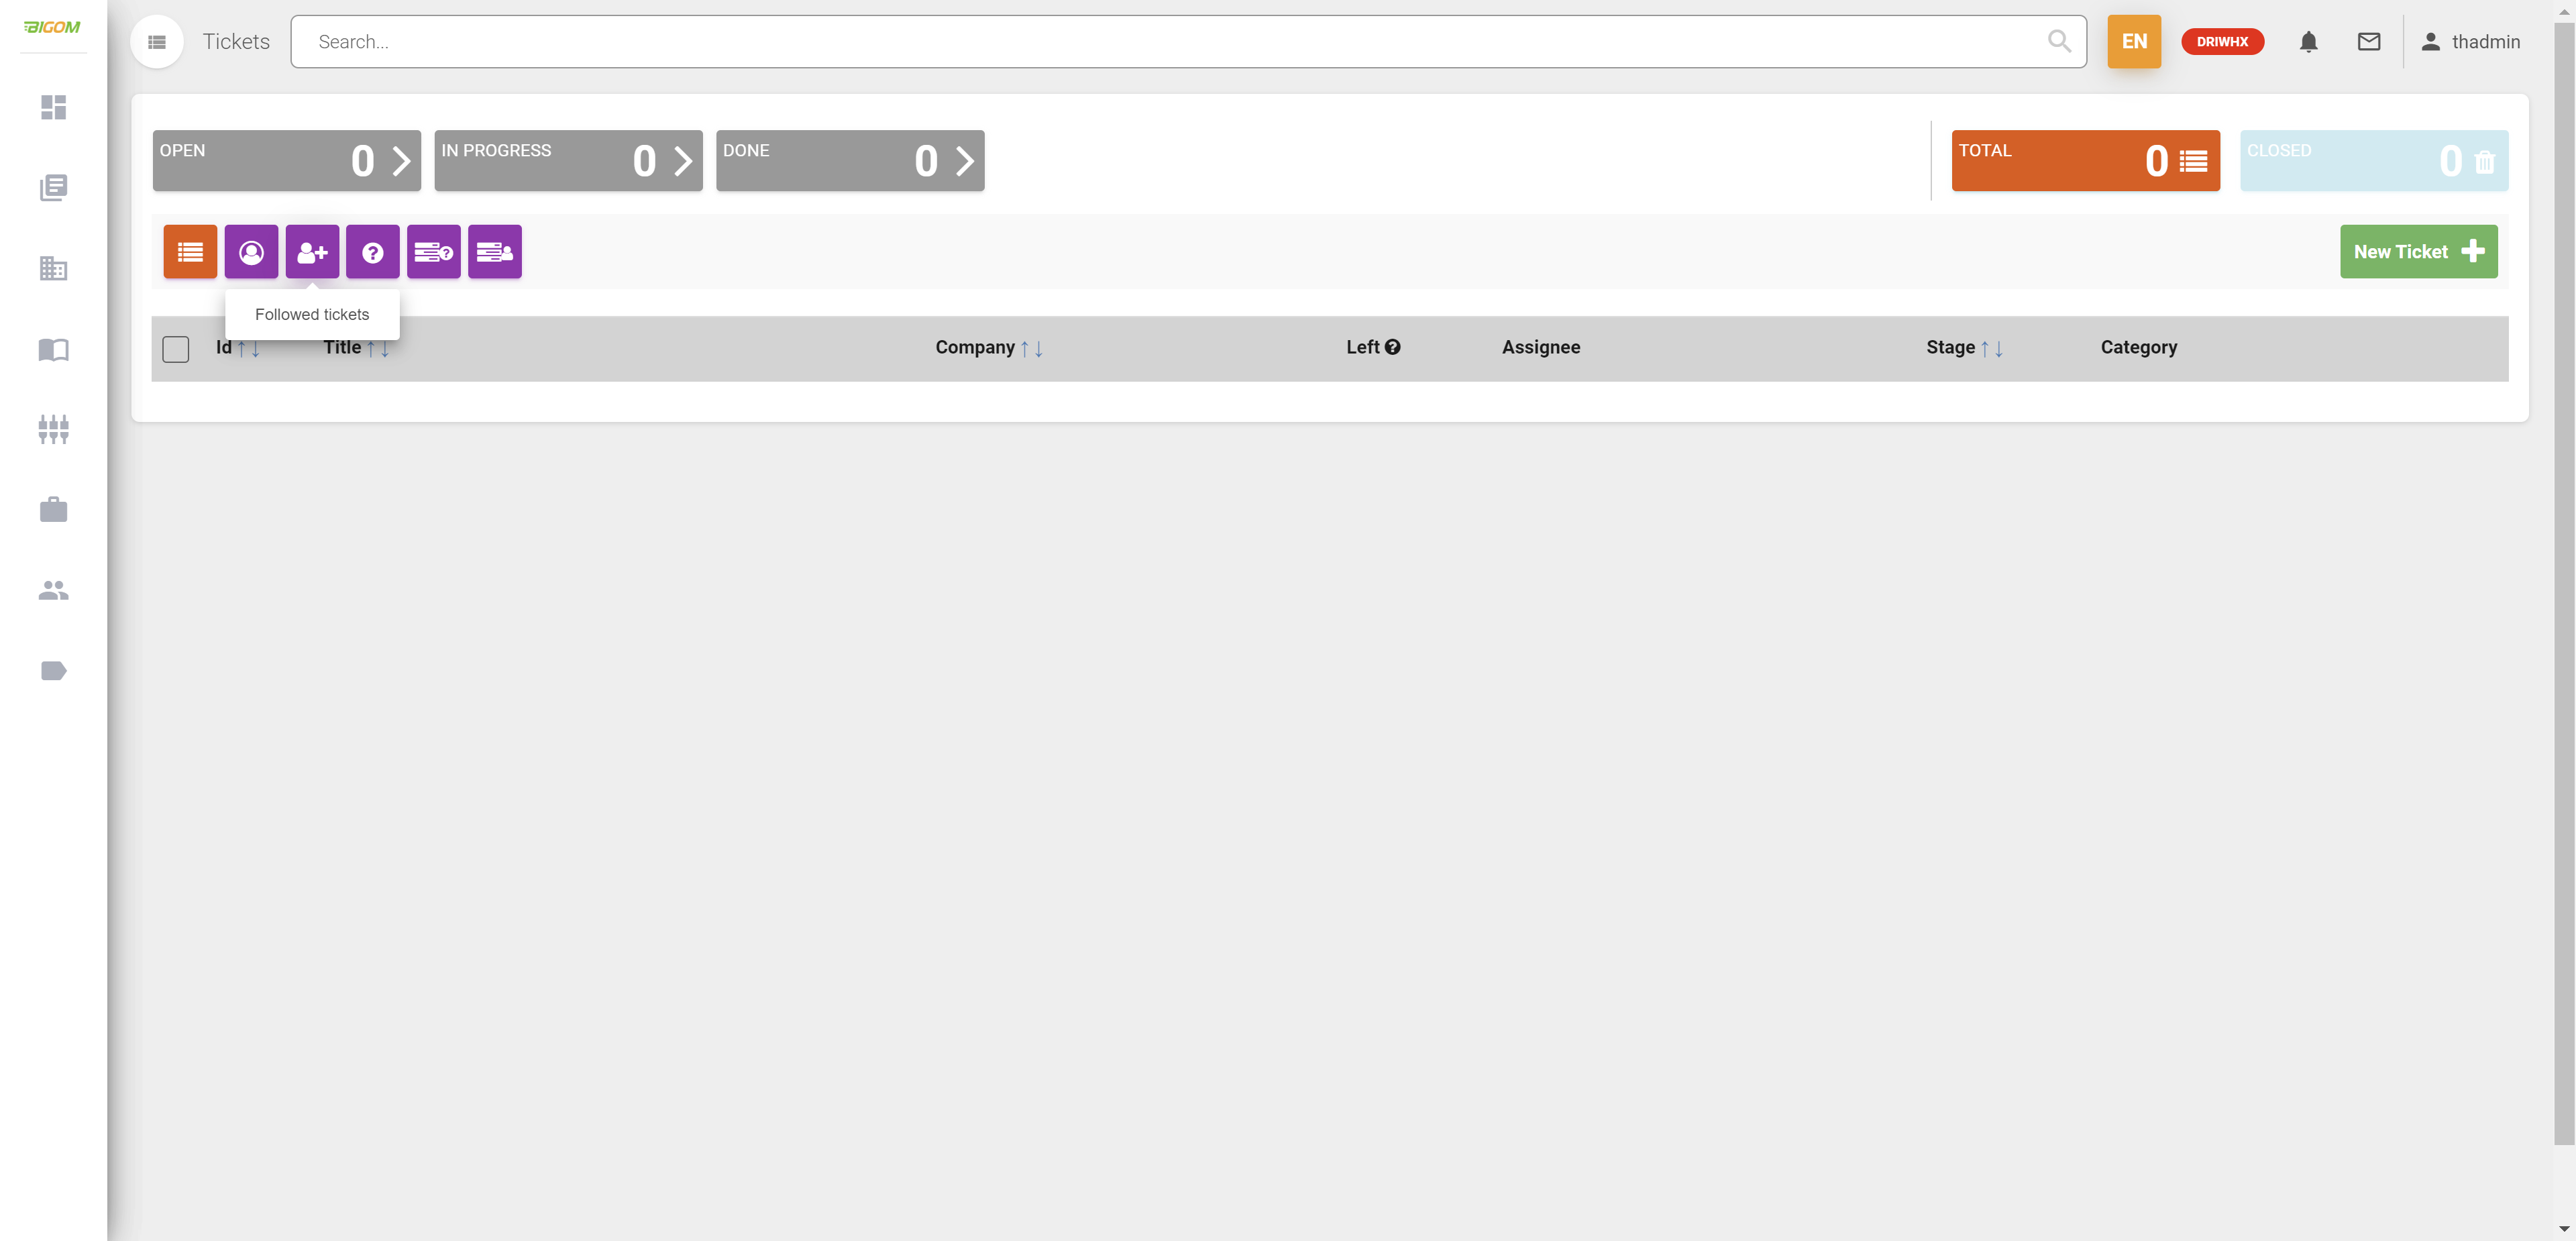 BIGOM
Tickets
Search...
EN
DRIWHX
thadmin
OPEN 0
IN PROGRESS 0
DONE 0
TOTAL 0
CLOSED 0
New Ticket
Followed tickets
Id ↑↓ Title ↑↓ Company ↑↓ Left Assignee Stage ↑↓ Category